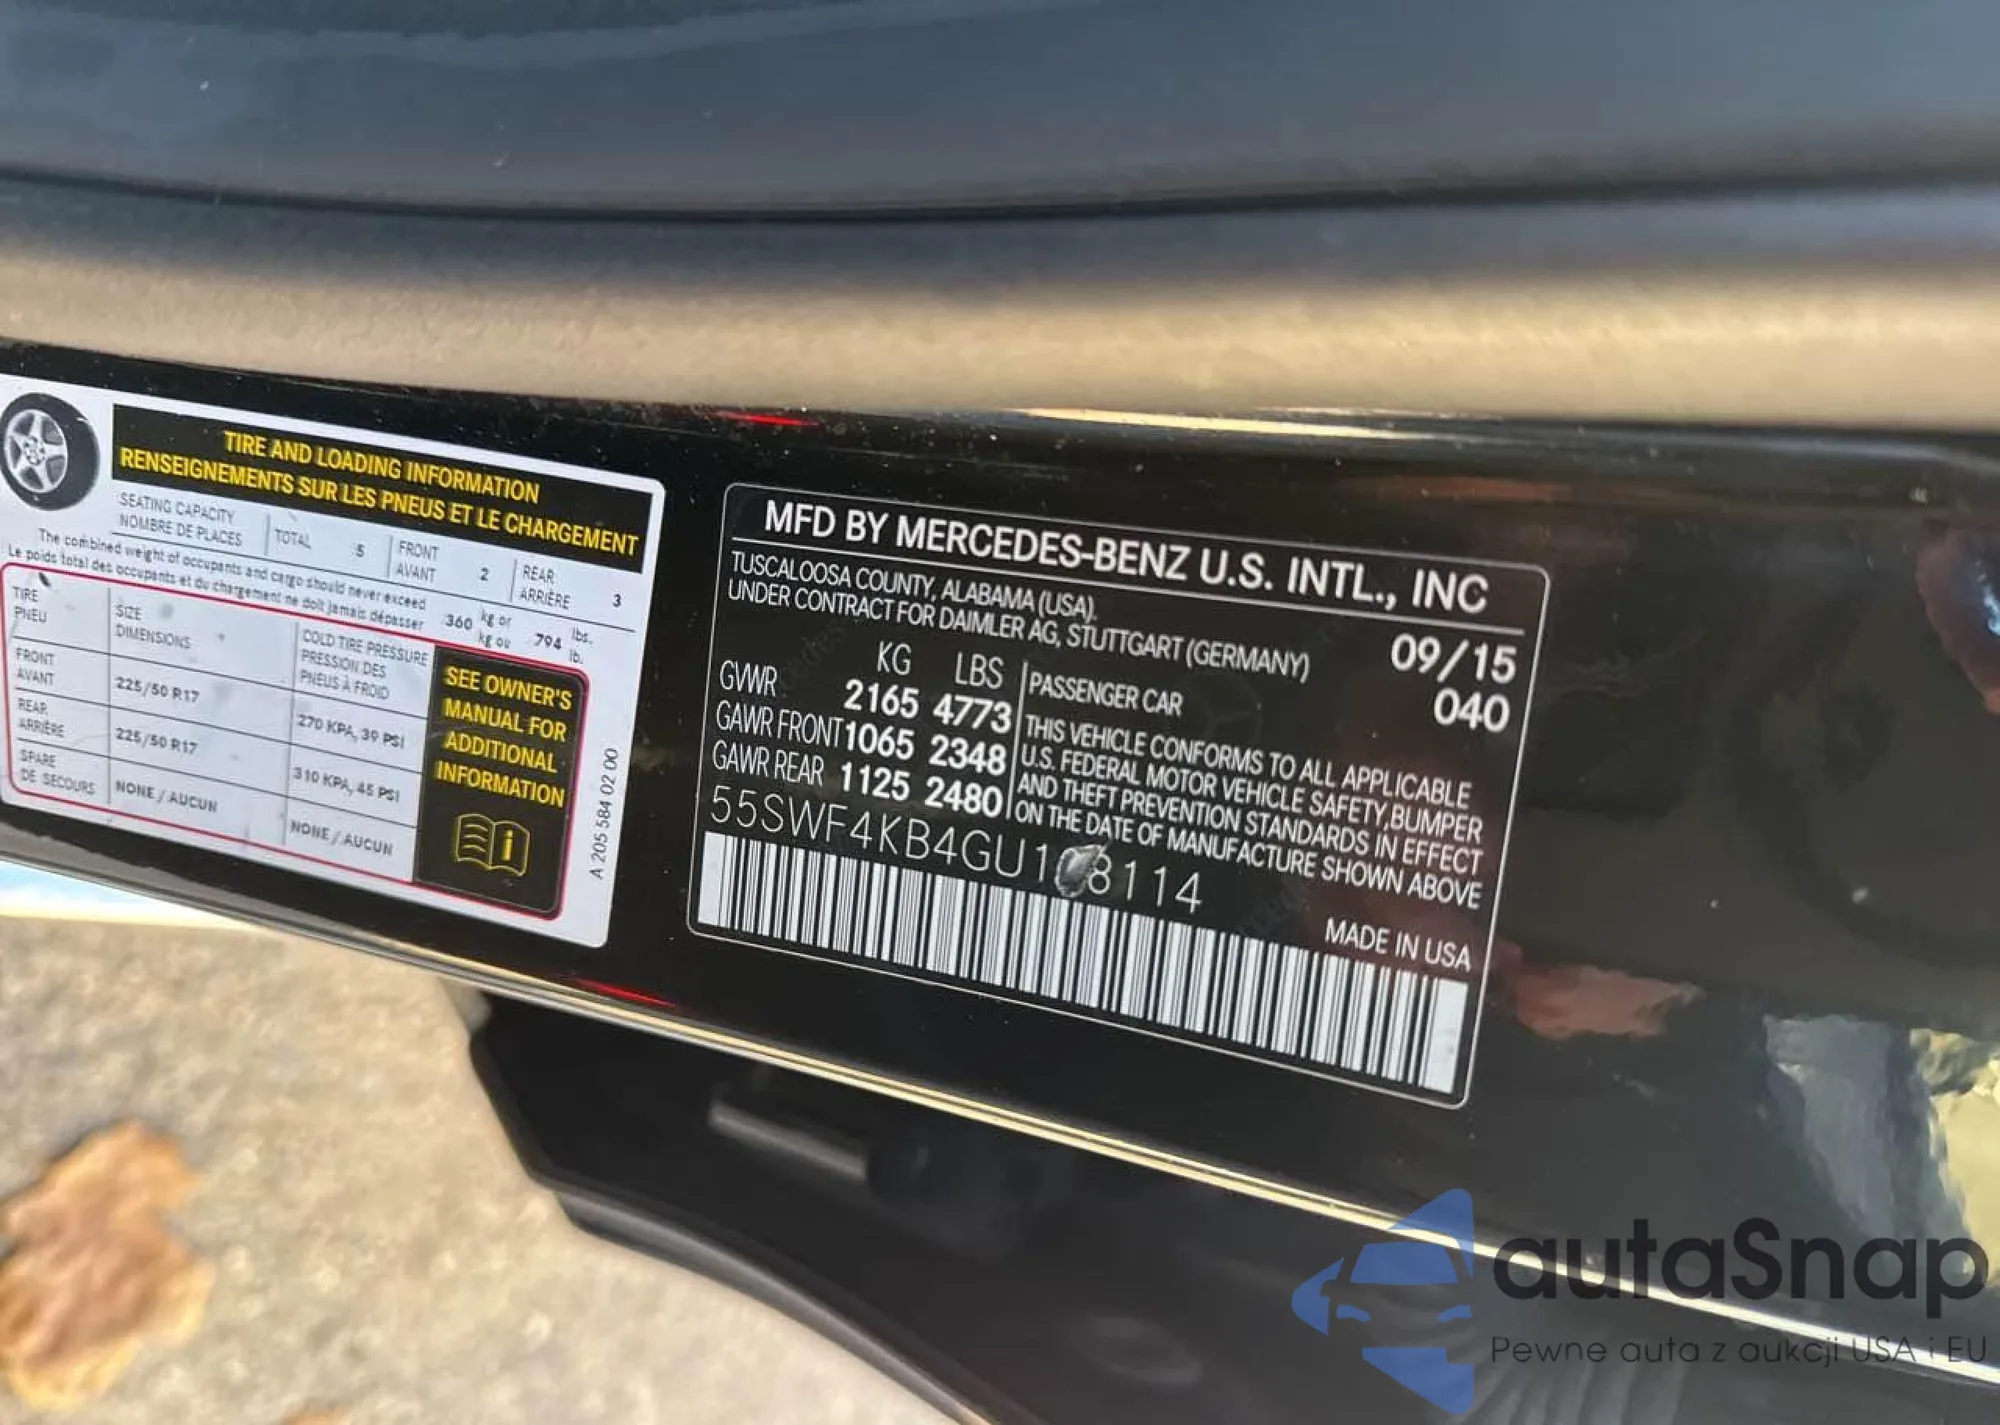 TIRE AND LOADING INFORMATION
RENSEIGNEMENTS SUR LES PNEUS ET LE CHARGEMENT
SEATING CAPACITY
NOMBRE DE PLACES
TOTAL 5
FRONT
AVANT 2
REAR
ARRIÈRE 3
The combined weight of occupants and cargo should never exceed
Le poids total des occupants et du chargement ne doit jamais dépasser
360 kg or
kg ou
794 lbs.
lb.
TIRE
PNEU
SIZE
DIMENSIONS
COLD TIRE PRESSURE
PRESSION DES
PNEUS À FROID
FRONT
AVANT
225/50 R17
270 KPA, 39 PSI
REAR
ARRIÈRE
225/50 R17
310 KPA, 45 PSI
SPARE
DE SECOURS
NONE / AUCUN
NONE / AUCUN
SEE OWNER'S
MANUAL FOR
ADDITIONAL
INFORMATION
A 205 584 02 00
MFD BY MERCEDES-BENZ U.S. INTL., INC
TUSCALOOSA COUNTY, ALABAMA (USA),
UNDER CONTRACT FOR DAIMLER AG, STUTTGART (GERMANY)
09/15
040
KG LBS
GVWR 2165 4773
GAWR FRONT 1065 2348
GAWR REAR 1125 2480
PASSENGER CAR
THIS VEHICLE CONFORMS TO ALL APPLICABLE
U.S. FEDERAL MOTOR VEHICLE SAFETY,BUMPER
AND THEFT PREVENTION STANDARDS IN EFFECT
ON THE DATE OF MANUFACTURE SHOWN ABOVE
MADE IN USA
autaSnap
Pewne auta z aukcji USA i EU